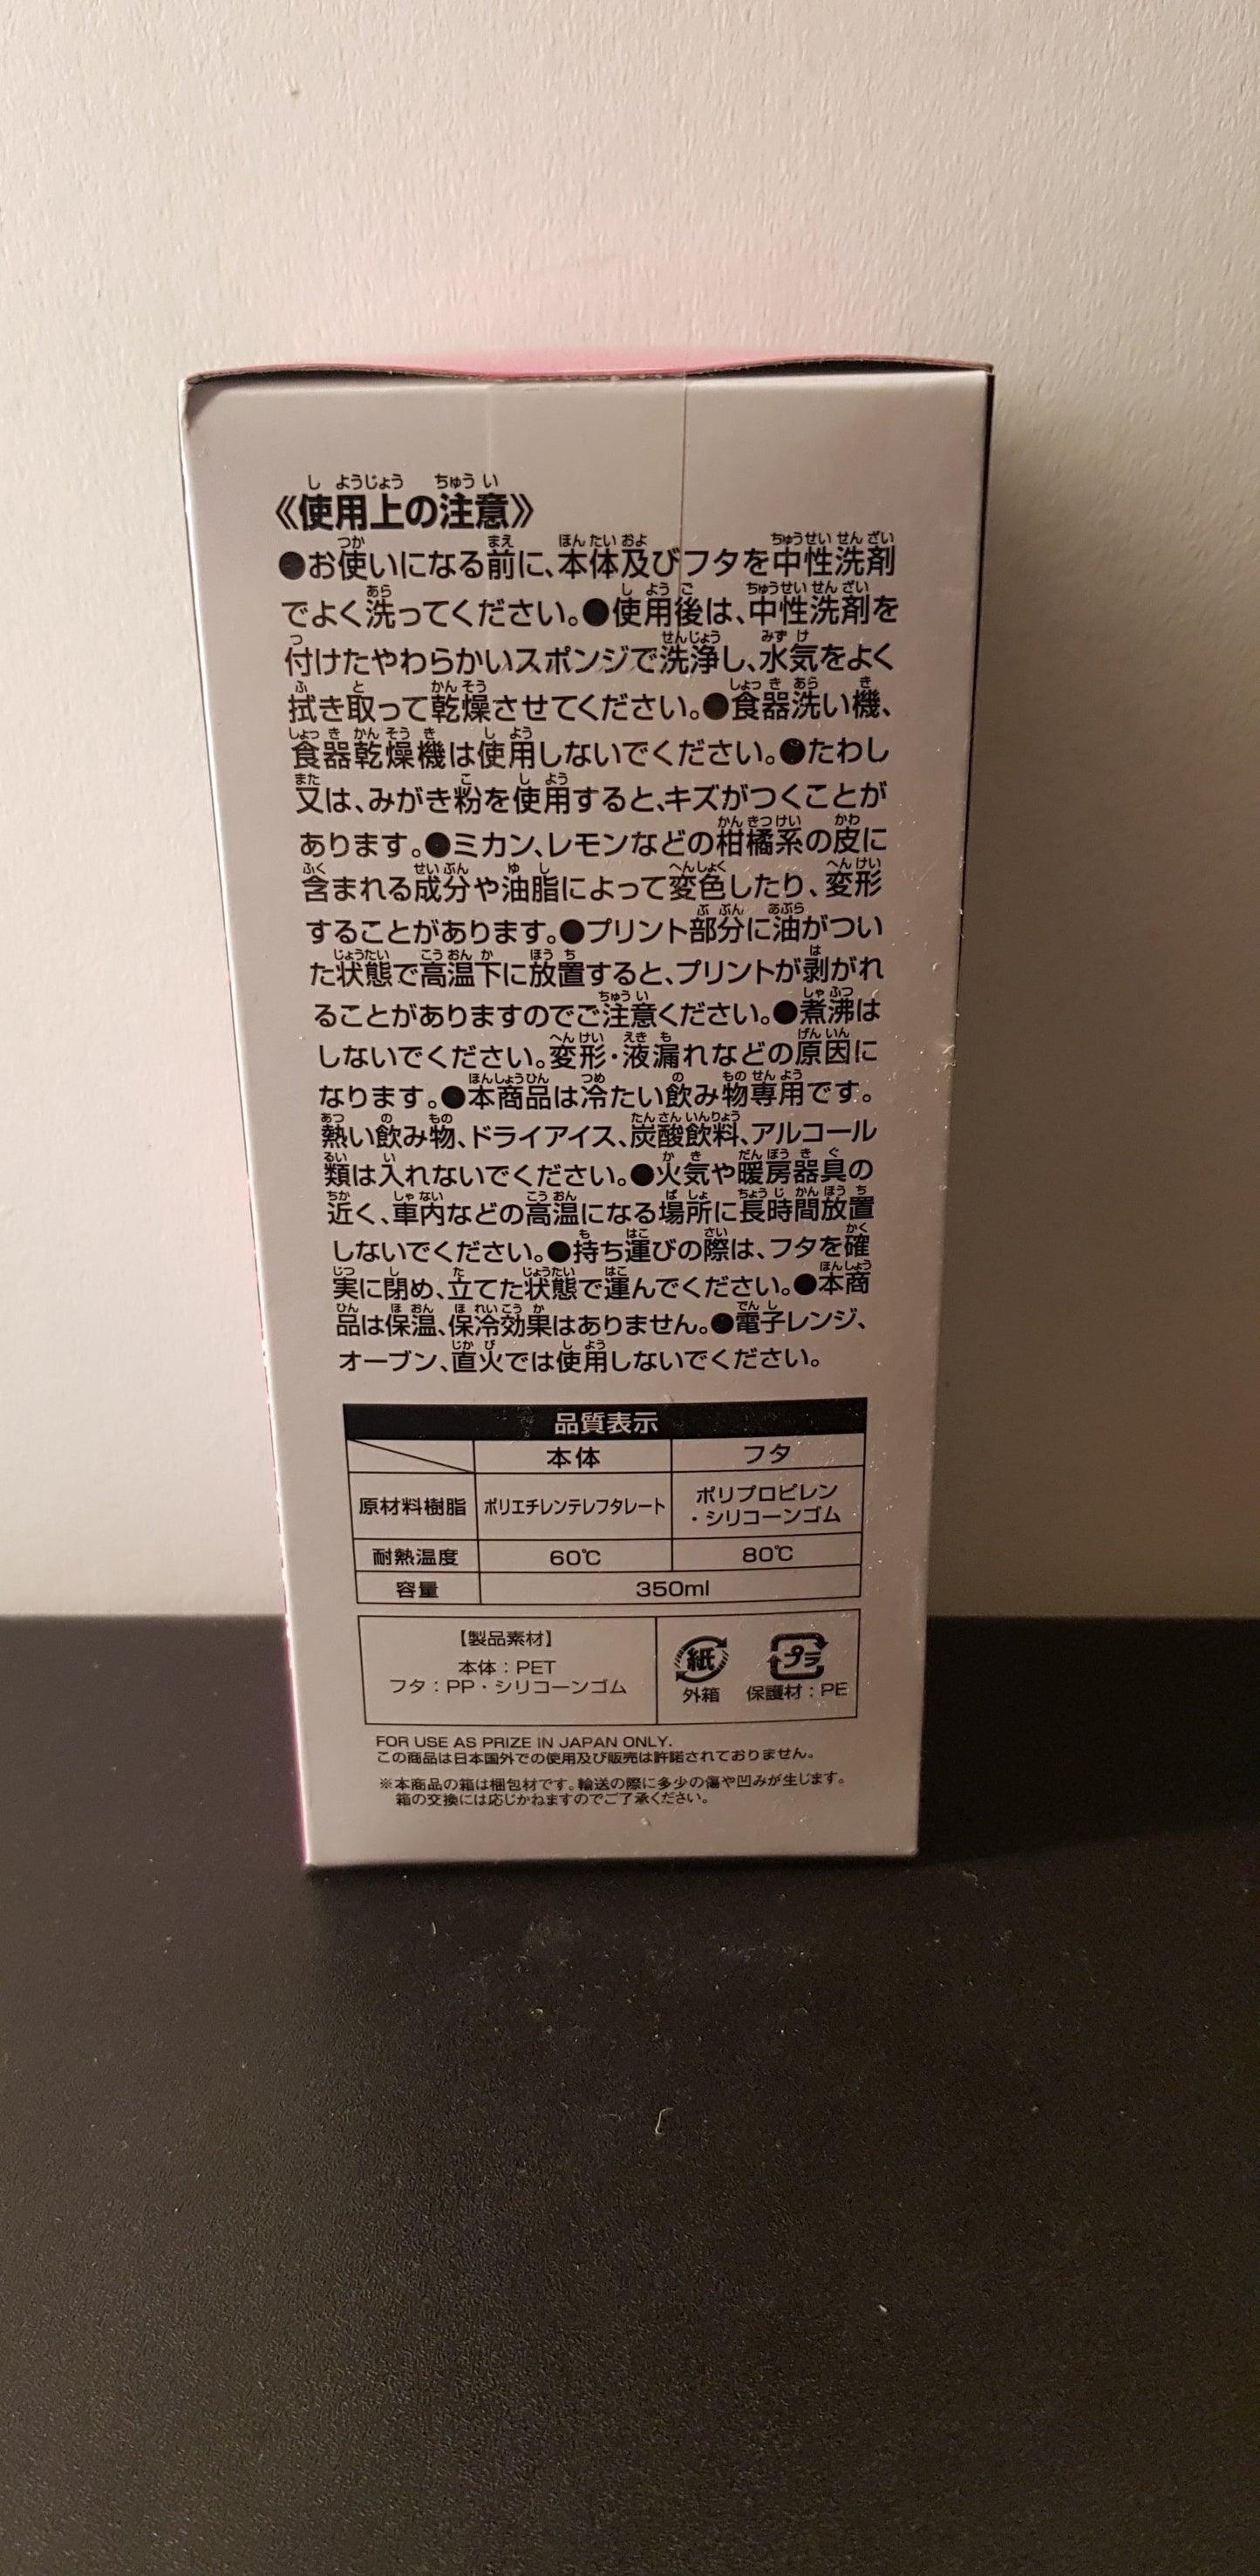 《使用上の注意》
●お使いになる前に、本体及びフタを中性洗剤
でよく洗ってください。●使用後は、中性洗剤を
付けたやわらかいスポンジで洗浄し、水気をよく
拭き取って乾燥させてください。●食器洗い機、
食器乾燥機は使用しないでください。●たわし
又は、みがき粉を使用すると、キズがつくことが
あります。●ミカン、レモンなどの柑橘系の皮に
含まれる成分や油脂によって変色したり、変形
することがあります。●プリント部分に油がつい
た状態で高温下に放置すると、プリントが剥がれ
ることがありますのでご注意ください。●煮沸は
しないでください。変形・液漏れなどの原因に
なります。●本商品は冷たい飲み物専用です。
熱い飲み物、ドライアイス、炭酸飲料、アルコール
類は入れないでください。●火気や暖房器具の
近く、車内などの高温になる場所に長時間放置
しないでください。●持ち運びの際は、フタを確
実に閉め、立てた状態で運んでください。●本商
品は保温、保冷効果はありません。●電子レンジ、
オーブン、直火では使用しないでください。
品質表示
本体 フタ
原材料樹脂 ポリエチレンテレフタレート ポリプロピレン
・シリコーンゴム
耐熱温度 60℃ 80℃
容量 350ml
【製品素材】
本体：PET
フタ：PP・シリコーンゴム
紙 プラ
外箱 保護材：PE
FOR USE AS PRIZE IN JAPAN ONLY.
この商品は日本国外での使用及び販売は許諾されておりません。
※本商品の箱は梱包材です。輸送の際に多少の傷や凹みが生じます。
箱の交換には応じかねますのでご了承ください。